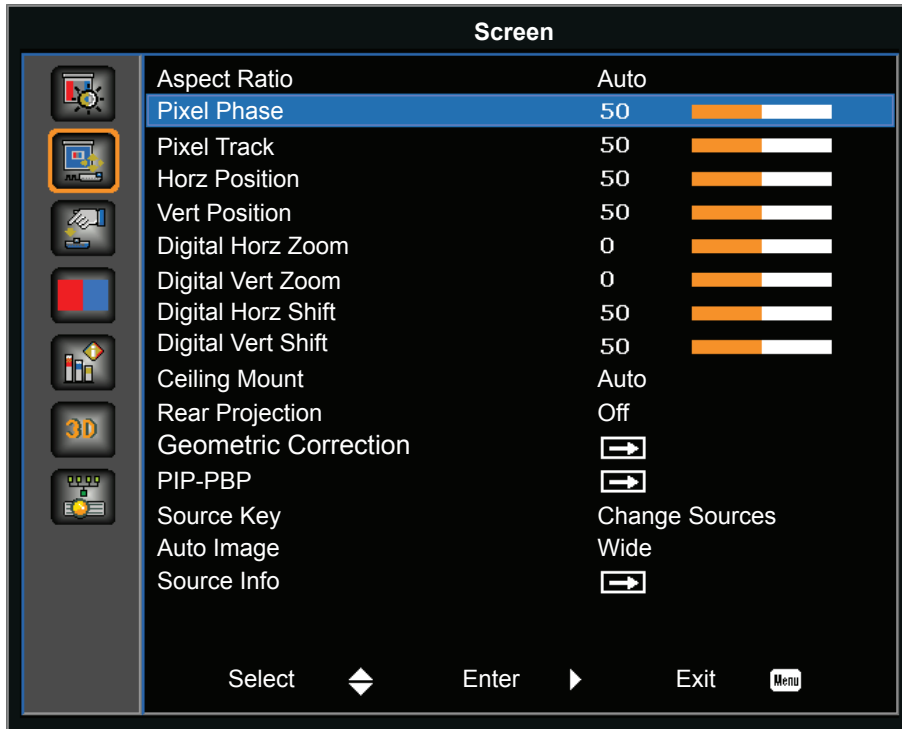 Screen
Aspect Ratio Auto
Pixel Phase 50
Pixel Track 50
Horz Position 50
Vert Position 50
Digital Horz Zoom 0
Digital Vert Zoom 0
Digital Horz Shift 50
Digital Vert Shift 50
Ceiling Mount Auto
Rear Projection Off
3D
Geometric Correction
PIP-PBP
Source Key Change Sources
Auto Image Wide
Source Info
Select Enter Exit Menu